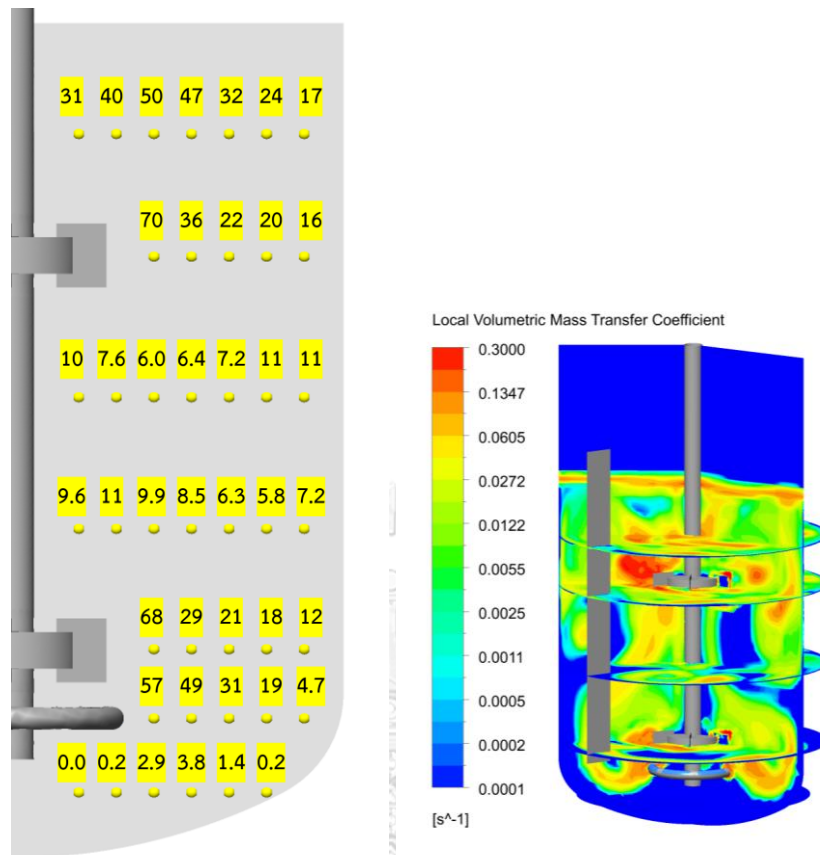 31 40 50 47 32 24 17
70 36 22 20 16
10 7.6 6.0 6.4 7.2 11 11
9.6 11 9.9 8.5 6.3 5.8 7.2
68 29 21 18 12
57 49 31 19 4.7
0.0 0.2 2.9 3.8 1.4 0.2
Local Volumetric Mass Transfer Coefficient
0.3000
0.1347
0.0605
0.0272
0.0122
0.0055
0.0025
0.0011
0.0005
0.0002
0.0001
[s^-1]